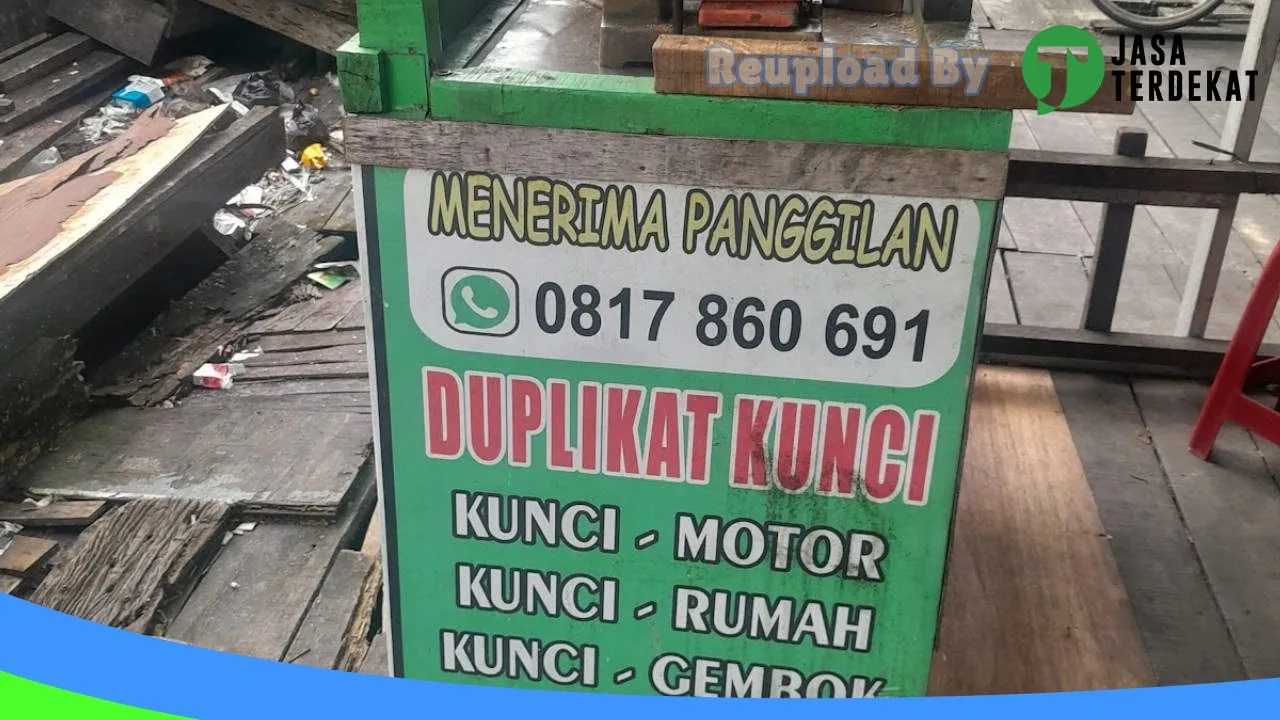 Reupload By
JASA
TERDEKAT
MENERIMA PANGGILAN
0817 860 691
DUPLIKAT KUNCI
KUNCI - MOTOR
KUNCI - RUMAH
KUNCI - GEMBOK